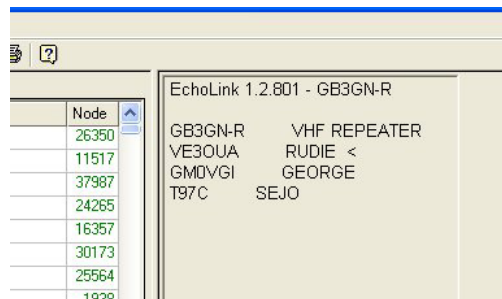 Node
26350
11517
37987
24265
16357
30173
25564
1938
EchoLink 1.2.801 - GB3GN-R
GB3GN-R VHF REPEATER
VE3OUA RUDIE <
GM0VGI GEORGE
T97C SEJO